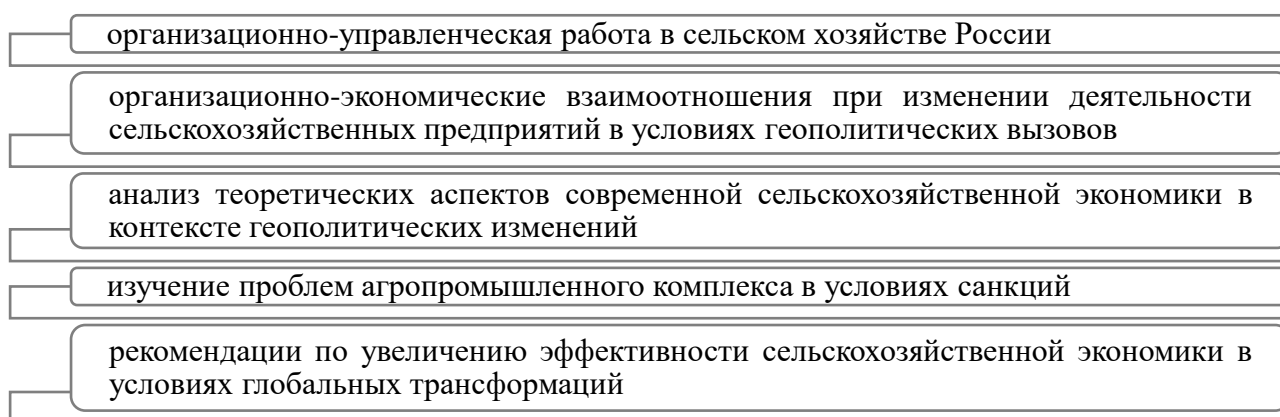 организационно-управленческая работа в сельском хозяйстве России
организационно-экономические взаимоотношения при изменении деятельности
сельскохозяйственных предприятий в условиях геополитических вызовов
анализ теоретических аспектов современной сельскохозяйственной экономики в
контексте геополитических изменений
изучение проблем агропромышленного комплекса в условиях санкций
рекомендации по увеличению эффективности сельскохозяйственной экономики в
условиях глобальных трансформаций